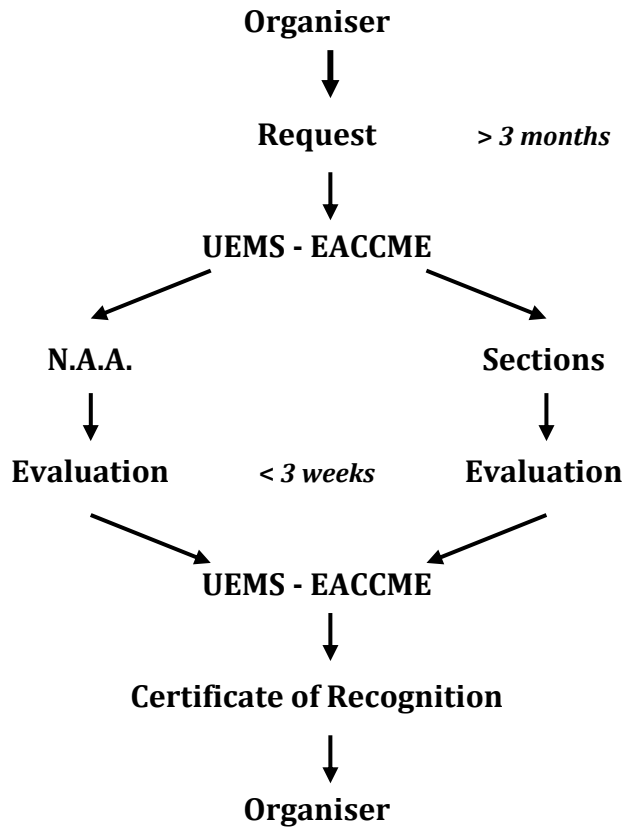 Organiser
Request > 3 months
UEMS - EACCME
N.A.A. Sections
Evaluation < 3 weeks Evaluation
UEMS - EACCME
Certificate of Recognition
Organiser